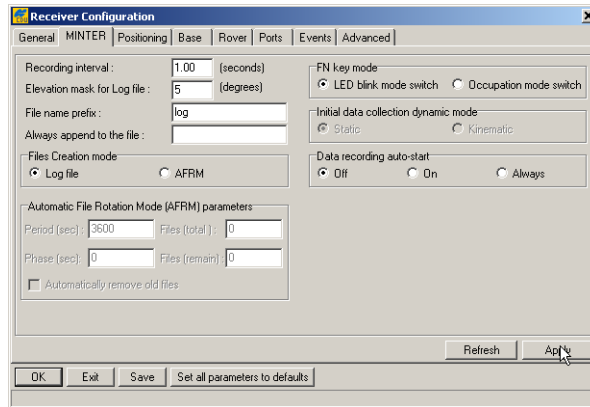 Receiver Configuration
General MINTER Positioning Base Rover Ports Events Advanced
Recording interval : 1.00 (seconds)
Elevation mask for Log file : 5 (degrees)
File name prefix : log
Always append to the file :
Files Creation mode
Log file AFRM
Automatic File Rotation Mode (AFRM) parameters
Period (sec) : 3600 Files (total ) : 0
Phase (sec): 0 Files (remain) : 0
Automatically remove old files
FN key mode
LED blink mode switch Occupation mode switch
Initial data collection dynamic mode
Static Kinematic
Data recording auto-start
Off On Always
Refresh Apply
OK Exit Save Set all parameters to defaults